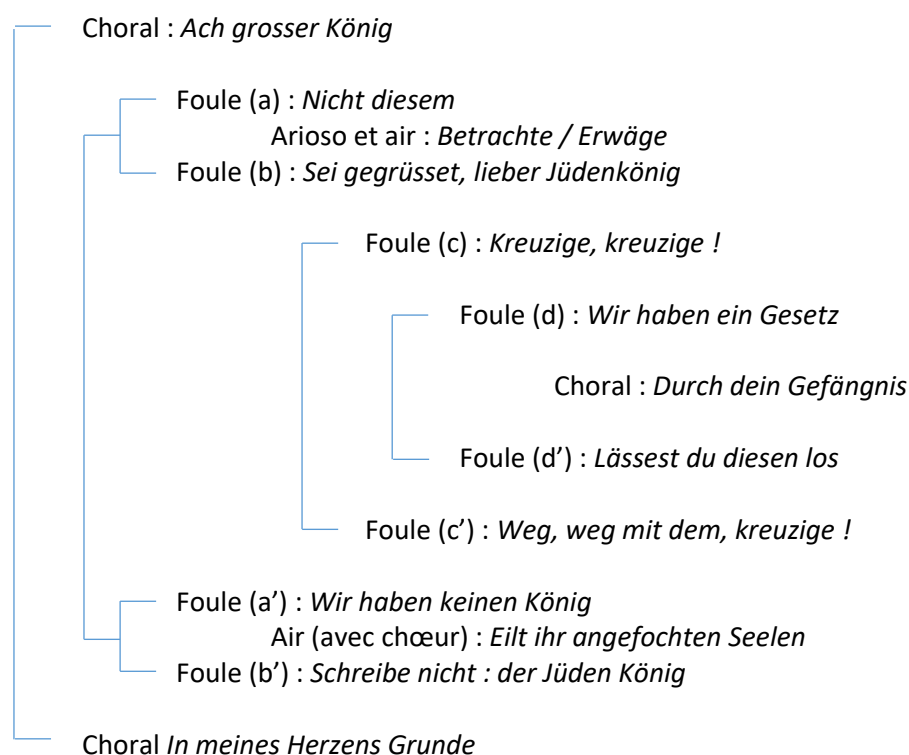 Choral : Ach grosser König
Foule (a) : Nicht diesem
Arioso et air : Betrachte / Erwäge
Foule (b) : Sei gegrüsset, lieber Jüdenkönig
Foule (c) : Kreuzige, kreuzige !
Foule (d) : Wir haben ein Gesetz
Choral : Durch dein Gefängnis
Foule (d’) : Lässest du diesen los
Foule (c’) : Weg, weg mit dem, kreuzige !
Foule (a’) : Wir haben keinen König
Air (avec chœur) : Eilt ihr angefochten Seelen
Foule (b’) : Schreibe nicht : der Jüden König
Choral In meines Herzens Grunde